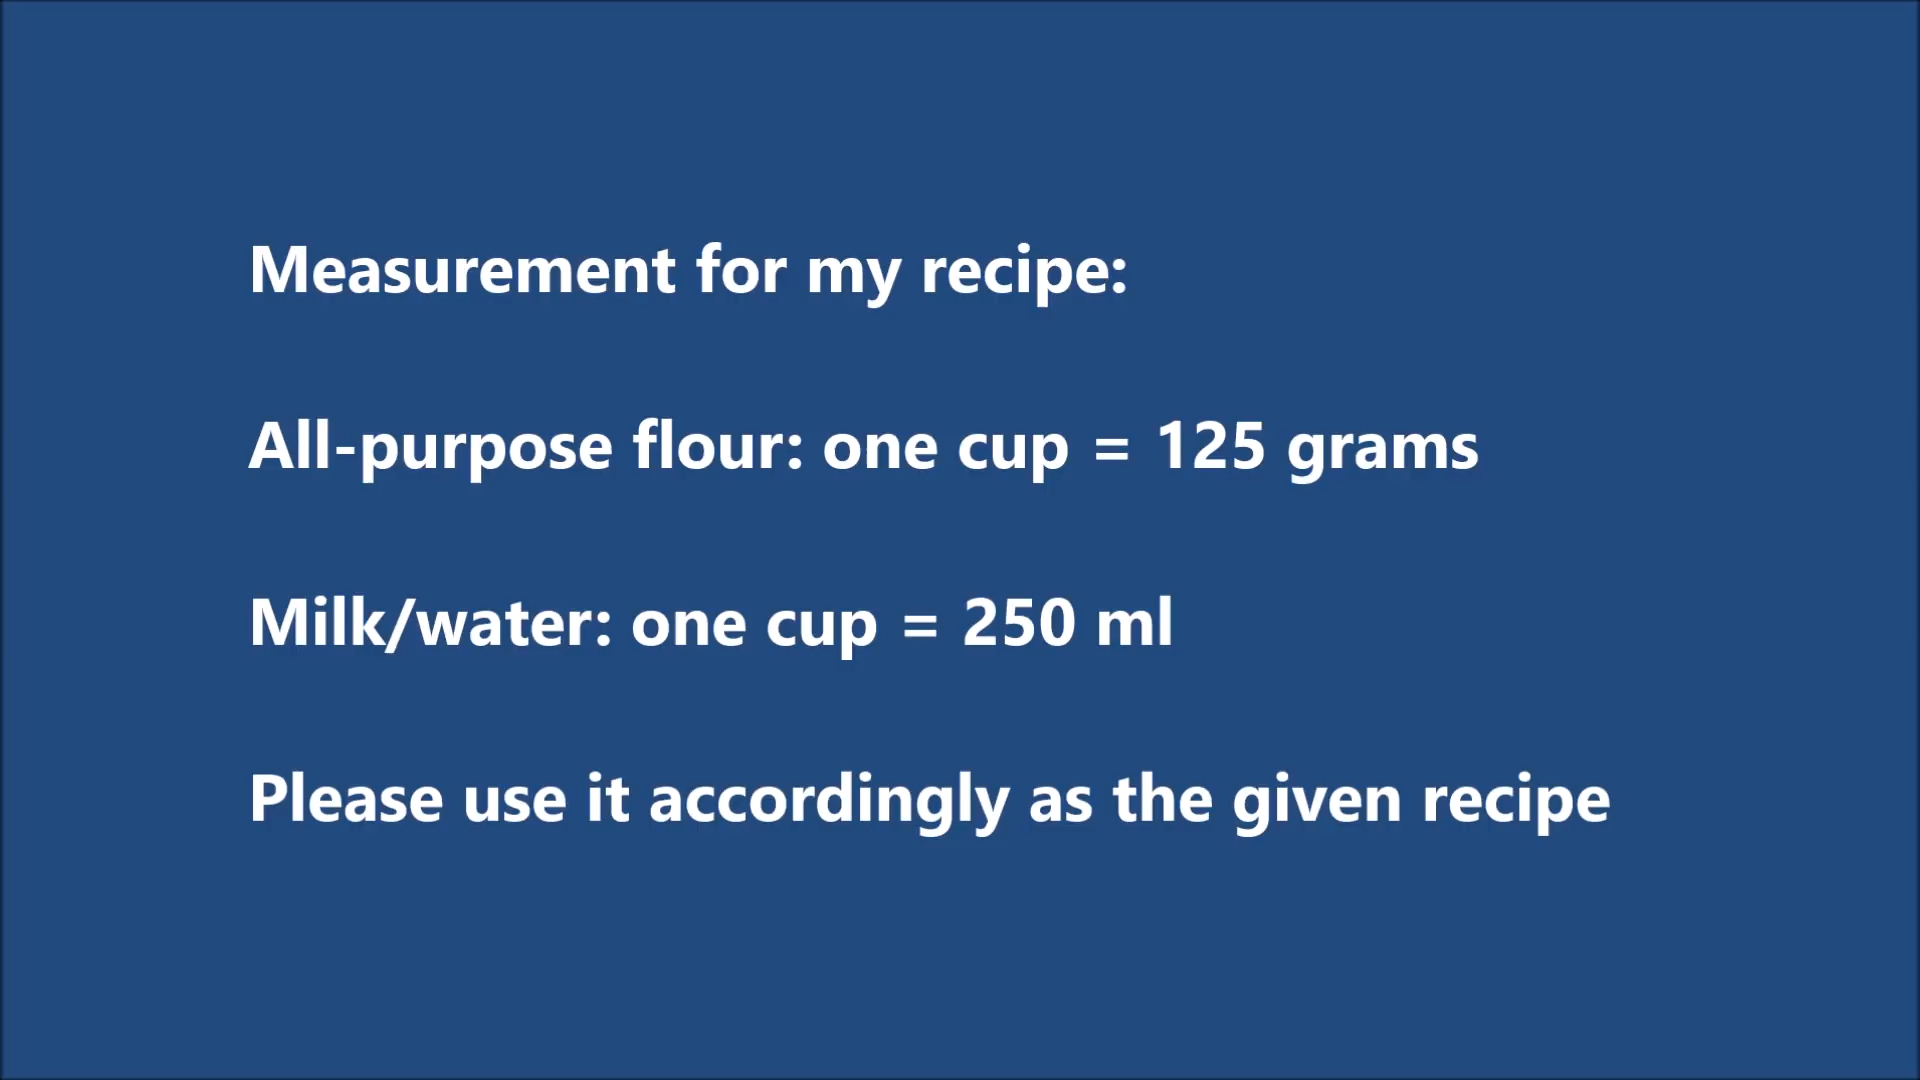 Measurement for my recipe:
All-purpose flour: one cup = 125 grams
Milk/water: one cup = 250 ml
Please use it accordingly as the given recipe